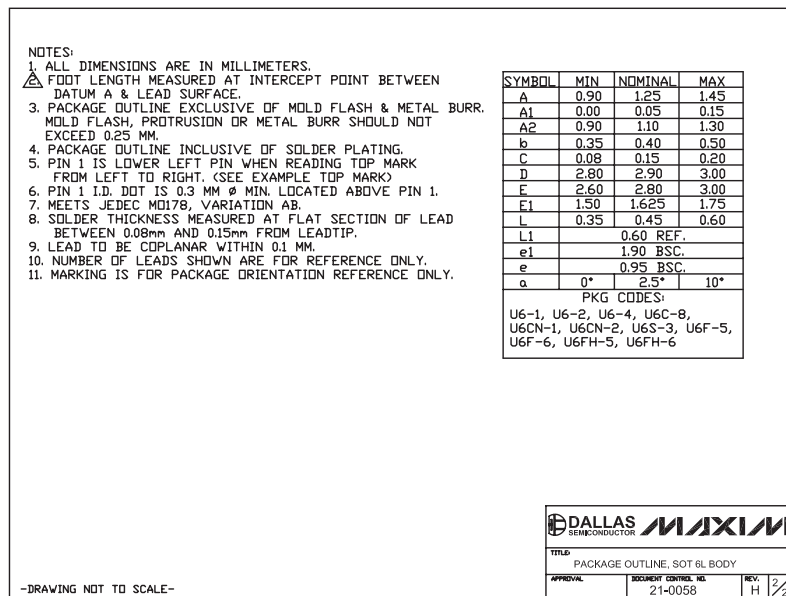 NOTES:
1. ALL DIMENSIONS ARE IN MILLIMETERS.
2. FOOT LENGTH MEASURED AT INTERCEPT POINT BETWEEN
DATUM A & LEAD SURFACE.
3. PACKAGE OUTLINE EXCLUSIVE OF MOLD FLASH & METAL BURR.
MOLD FLASH, PROTRUSION OR METAL BURR SHOULD NOT
EXCEED 0.25 MM.
4. PACKAGE OUTLINE INCLUSIVE OF SOLDER PLATING.
5. PIN 1 IS LOWER LEFT PIN WHEN READING TOP MARK
FROM LEFT TO RIGHT. (SEE EXAMPLE TOP MARK)
6. PIN 1 I.D. DOT IS 0.3 MM ø MIN. LOCATED ABOVE PIN 1.
7. MEETS JEDEC MO178, VARIATION AB.
8. SOLDER THICKNESS MEASURED AT FLAT SECTION OF LEAD
BETWEEN 0.08mm AND 0.15mm FROM LEADTIP.
9. LEAD TO BE COPLANAR WITHIN 0.1 MM.
10. NUMBER OF LEADS SHOWN ARE FOR REFERENCE ONLY.
11. MARKING IS FOR PACKAGE ORIENTATION REFERENCE ONLY.
SYMBOL MIN NOMINAL MAX
A 0.90 1.25 1.45
A1 0.00 0.05 0.15
A2 0.90 1.10 1.30
b 0.35 0.40 0.50
C 0.08 0.15 0.20
D 2.80 2.90 3.00
E 2.60 2.80 3.00
E1 1.50 1.625 1.75
L 0.35 0.45 0.60
L1 0.60 REF.
e1 1.90 BSC.
e 0.95 BSC.
α 0° 2.5° 10°
PKG CODES:
U6-1, U6-2, U6-4, U6C-8,
U6CN-1, U6CN-2, U6S-3, U6F-5,
U6F-6, U6FH-5, U6FH-6
DALLAS SEMICONDUCTOR MAXIM
TITLE:
PACKAGE OUTLINE, SOT 6L BODY
APPROVAL DOCUMENT CONTROL NO. REV.
21-0058 H 2/2
-DRAWING NOT TO SCALE-